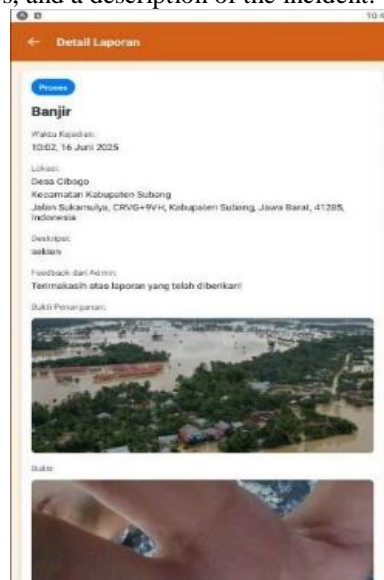 s, and a description of the incident.
10:4
← Detail Laporan
Proses
Banjir
Waktu Kejadian:
10:02, 16 Juni 2025
Lokasi:
Desa Cibogo
Kecamatan Kabupaten Subang
Jalan Sukamulya, CRVG+9VH, Kabupaten Subang, Jawa Barat, 41285,
Indonesia
Deskripsi:
Feedback dari Admin:
Terimakasih atas laporan yang telah diberikan!
Bukti Penanganan:
Bukti: